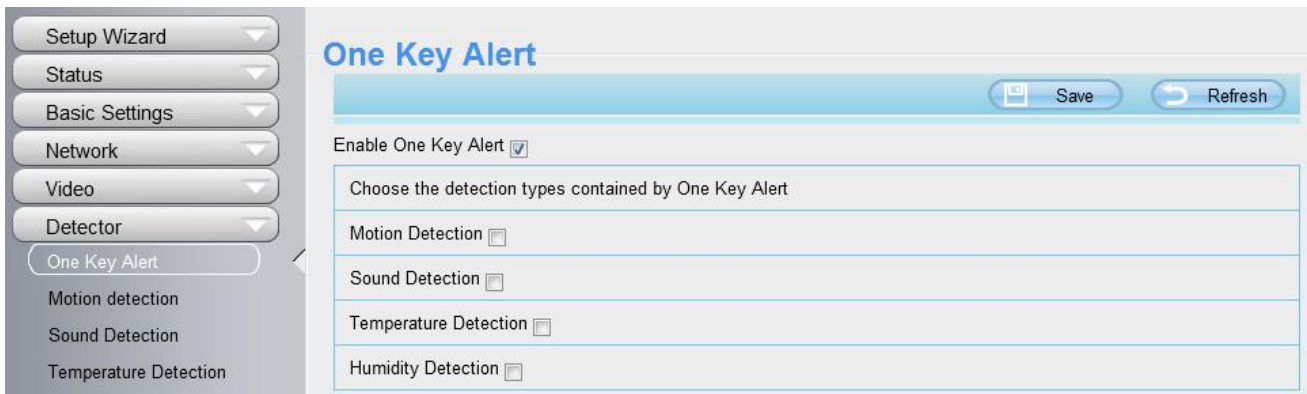 Setup Wizard
Status
Basic Settings
Network
Video
Detector
One Key Alert
Motion detection
Sound Detection
Temperature Detection
One Key Alert
Save Refresh
Enable One Key Alert
Choose the detection types contained by One Key Alert
Motion Detection
Sound Detection
Temperature Detection
Humidity Detection